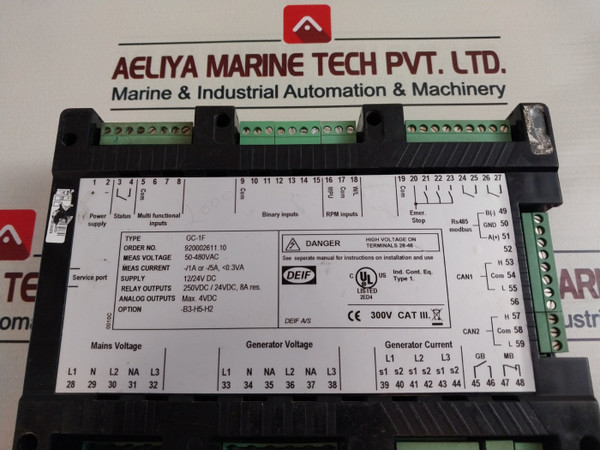 AELIYA MARINE TECH PVT. LTD.
Marine & Industrial Automation & Machinery
1 2 3 4 5 6 7 8 9 10 11 12 13 14 15 16 17 18 19 20 21 22 23 24 25 26 27
Com Com MPU Com W/L Com
Power supply Status Multi functional inputs Binary inputs RPM inputs Emer. Stop
Service port
TYPE GC-1F
ORDER NO. 920002611.10
MEAS VOLTAGE 50-480VAC
MEAS CURRENT -/1A or -/5A, <0.3VA
SUPPLY 12/24V DC
RELAY OUTPUTS 250VDC / 24VDC, 8A res.
ANALOG OUTPUTS Max. 4VDC
OPTION -B3-H5-H2
DANGER
HIGH VOLTAGE ON TERMINALS 28-48
See seperate manual for instructions on installation and use
DEIF
DEIF A/S
C UL US
LISTED
2ED4
Ind. Cont. Eq.
Type 1.
CE 300V CAT III.
Rs485 modbus
B(-) 49
GND 50
A(+) 51
52
CAN1
H 53
Com 54
L 55
56
CAN2
H 57
Com 58
L 59
Mains Voltage Generator Voltage Generator Current GB MB
L1 N L2 NA L3 L1 N L2 NA L3 L1 L2 L3
s1 s2 s1 s2 s1 s2
28 29 30 31 32 33 34 35 36 37 38 39 40 41 42 43 44 45 46 47 48